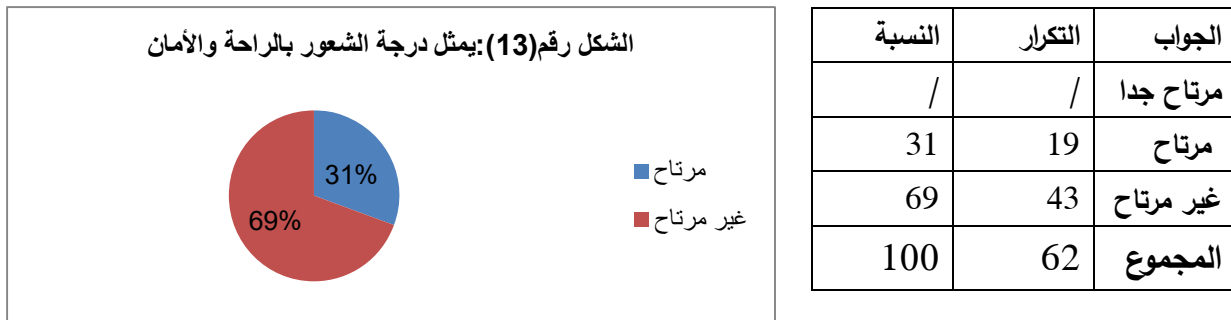 الجواب التكرار النسبة
مرتاح جدا / /
مرتاح 19 31
غير مرتاح 43 69
المجموع 62 100
الشكل رقم(13):يمثل درجة الشعور بالراحة والأمان
31%
69%
مرتاح
غير مرتاح